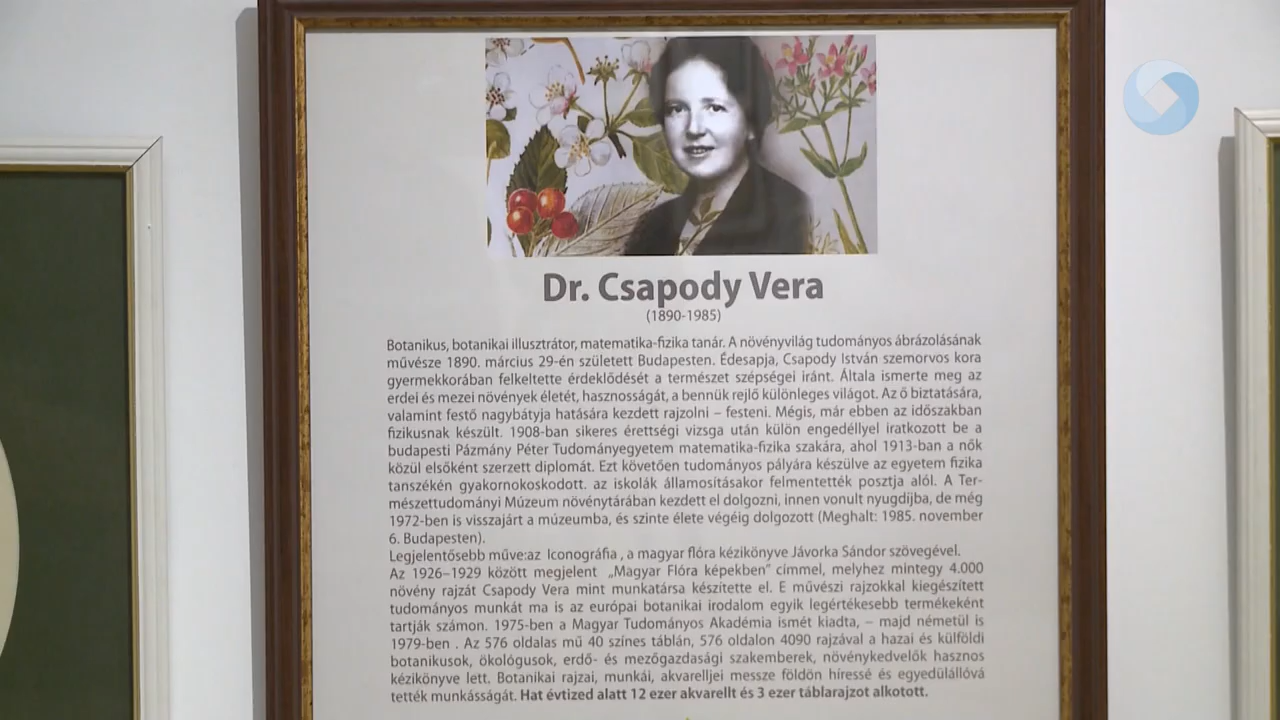 Dr. Csapody Vera
(1890-1985)
Botanikus, botanikai illusztrátor, matematika-fizika tanár. A növényvilág tudományos ábrázolásának
művésze 1890. március 29-én született Budapesten. Édesapja, Csapody István szemorvos kora
gyermekkorában felkeltette érdeklődését a természet szépségei iránt. Általa ismerte meg az
erdei és mezei növények életét, hasznosságát, a bennük rejlő különleges világot. Az ő biztatására,
valamint festő nagybátyja hatására kezdett rajzolni – festeni. Mégis, már ebben az időszakban
fizikusnak készült. 1908-ban sikeres érettségi vizsga után külön engedéllyel iratkozott be a
budapesti Pázmány Péter Tudományegyetem matematika-fizika szakára, ahol 1913-ban a nők
közül elsőként szerzett diplomát. Ezt követően tudományos pályára készülve az egyetem fizika
tanszékén gyakornokoskodott. az iskolák államosításakor felmentették posztja alól. A Ter-
mészettudományi Múzeum növénytárában kezdett el dolgozni, innen vonult nyugdíjba, de még
1972-ben is visszajárt a múzeumba, és szinte élete végéig dolgozott (Meghalt: 1985. november
6. Budapesten).
Legjelentősebb műve:az Iconográfia , a magyar flóra kézikönyve Jávorka Sándor szövegével.
Az 1926–1929 között megjelent „Magyar Flóra képekben” címmel, melyhez mintegy 4.000
növény rajzát Csapody Vera mint munkatársa készítette el. E művészi rajzokkal kiegészített
tudományos munkát ma is az európai botanikai irodalom egyik legértékesebb termékeként
tartják számon. 1975-ben a Magyar Tudományos Akadémia ismét kiadta, – majd németül is
1979-ben . Az 576 oldalas mű 40 színes táblán, 576 oldalon 4090 rajzával a hazai és külföldi
botanikusok, ökológusok, erdő- és mezőgazdasági szakemberek, növénykedvelők hasznos
kézikönyve lett. Botanikai rajzai, munkái, akvarelljei messze földön híressé és egyedülállóvá
tették munkásságát. Hat évtized alatt 12 ezer akvarellt és 3 ezer táblarajzot alkotott.